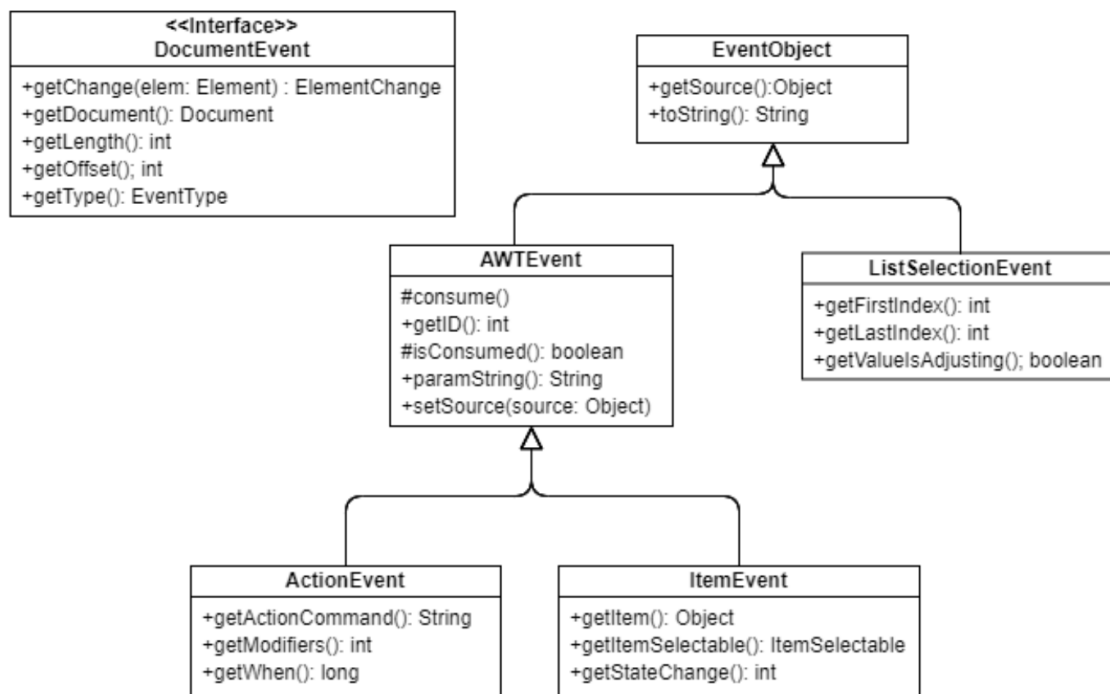 <<Interface>>
DocumentEvent
+getChange(elem: Element) : ElementChange
+getDocument(): Document
+getLength(): int
+getOffset(); int
+getType(): EventType
EventObject
+getSource():Object
+toString(): String
AWTEvent
#consume()
+getID(): int
#isConsumed(): boolean
+paramString(): String
+setSource(source: Object)
ListSelectionEvent
+getFirstIndex(): int
+getLastIndex(): int
+getValueIsAdjusting(); boolean
ActionEvent
+getActionCommand(): String
+getModifiers(): int
+getWhen(): long
ItemEvent
+getItem(): Object
+getItemSelectable(): ItemSelectable
+getStateChange(): int